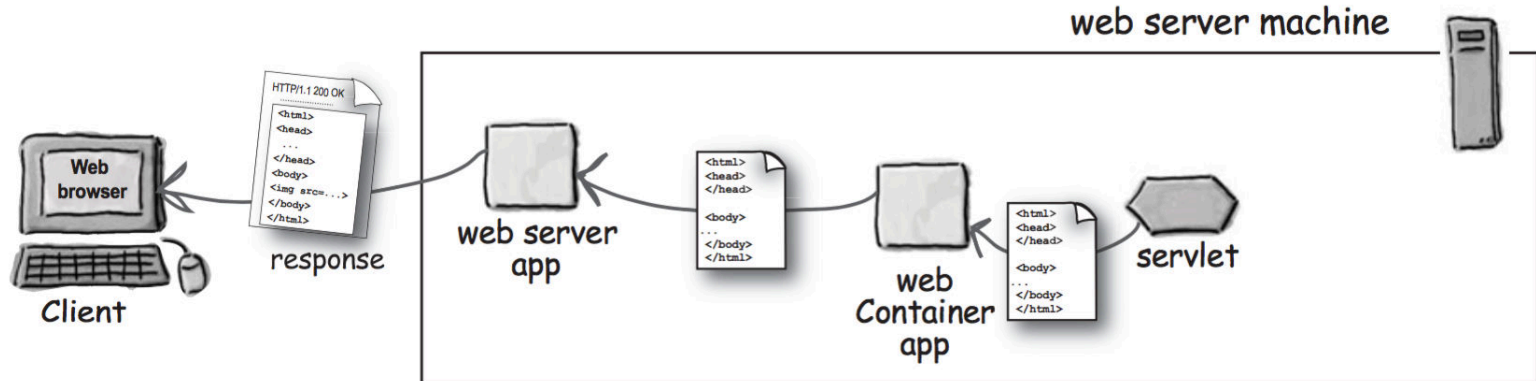 web server machine
HTTP/1.1 200 OK
<html>
<head>
...
</head>
<body>
<img src=...>
</body>
</html>
Web
browser
response
Client
web server
app
<html>
<head>
</head>
<body>
...
</body>
</html>
web
Container
app
<html>
<head>
</head>
<body>
...
</body>
</html>
servlet